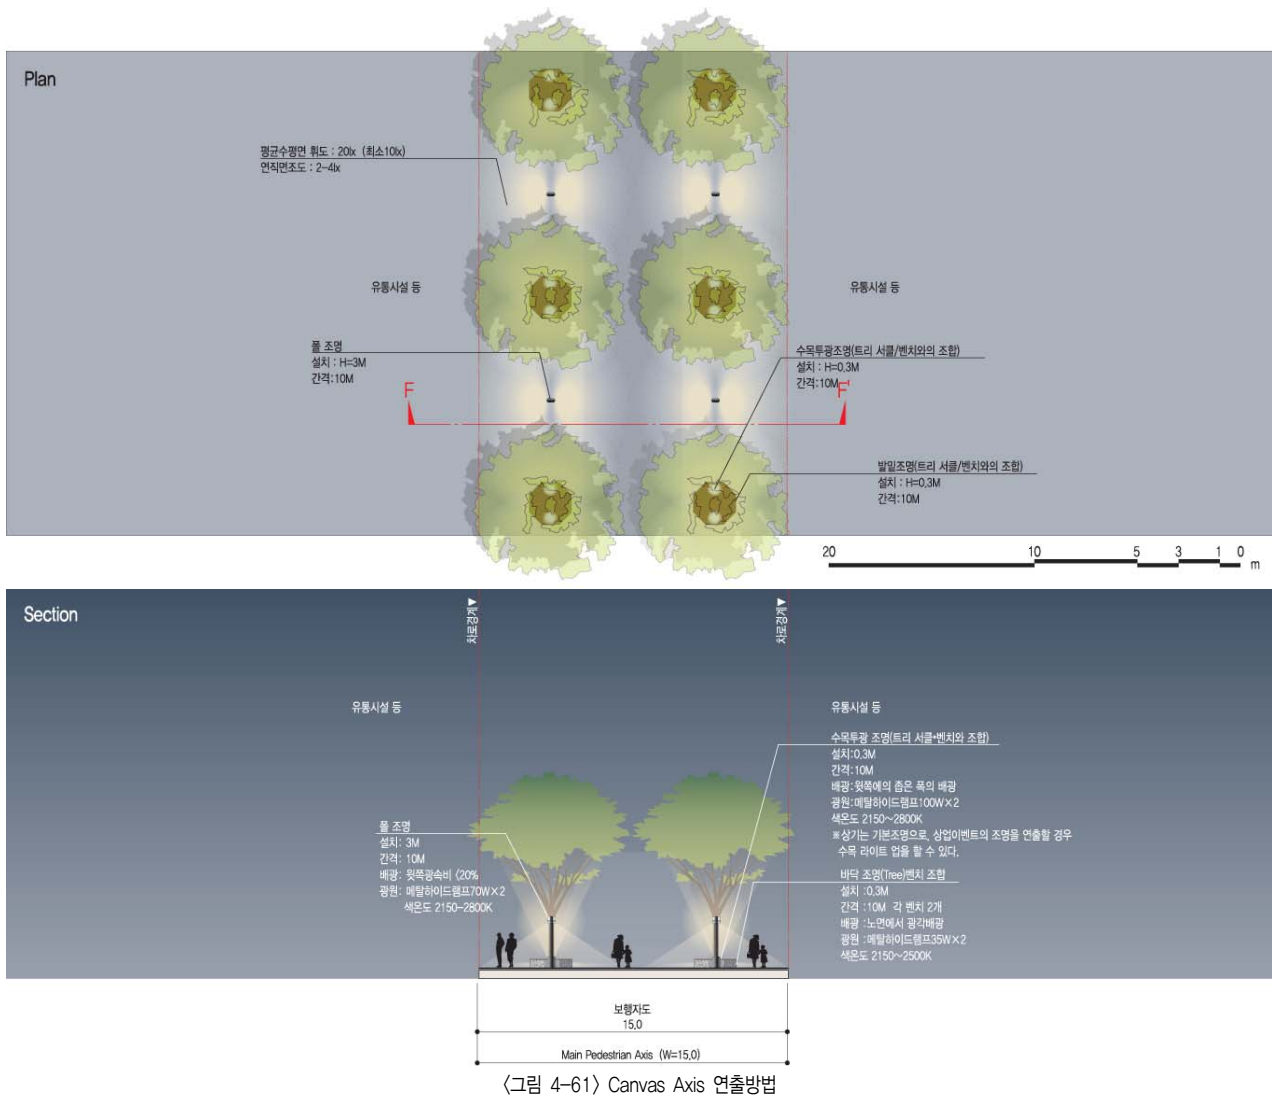 Plan
평균수평면 휘도 : 20lx (최소10lx)
연직면조도 : 2-4lx
유통시설 등
유통시설 등
폴 조명
설치 : H=3M
간격:10M
수목투광조명(트리 서클/벤치와의 조합)
설치 : H=0.3M
간격:10M
F
F'
발밑조명(트리 서클/벤치와의 조합)
설치 : H=0.3M
간격:10M
20 10 5 3 1 0
m
Section
차로경계▼
차로경계▼
유통시설 등
유통시설 등
수목투광 조명(트리 서클+벤치와 조합)
설치:0.3M
간격:10M
배광:윗쪽에의 좁은 폭의 배광
광원:메탈하이드램프100W×2
색온도 2150~2800K
※상기는 기본조명으로, 상업이벤트의 조명을 연출할 경우
수목 라이트 업을 할 수 있다.
폴 조명
설치: 3M
간격: 10M
배광: 윗쪽광속비 <20%
광원: 메탈하이드램프70W×2
색온도 2150-2800K
바닥 조명(Tree)벤치 조합
설치 :0.3M
간격 :10M 각 벤치 2개
배광 :노면에서 광각배광
광원 :메탈하이드램프35W×2
색온도 2150~2500K
보행자도
15.0
Main Pedestrian Axis (W=15.0)
〈그림 4-61〉 Canvas Axis 연출방법